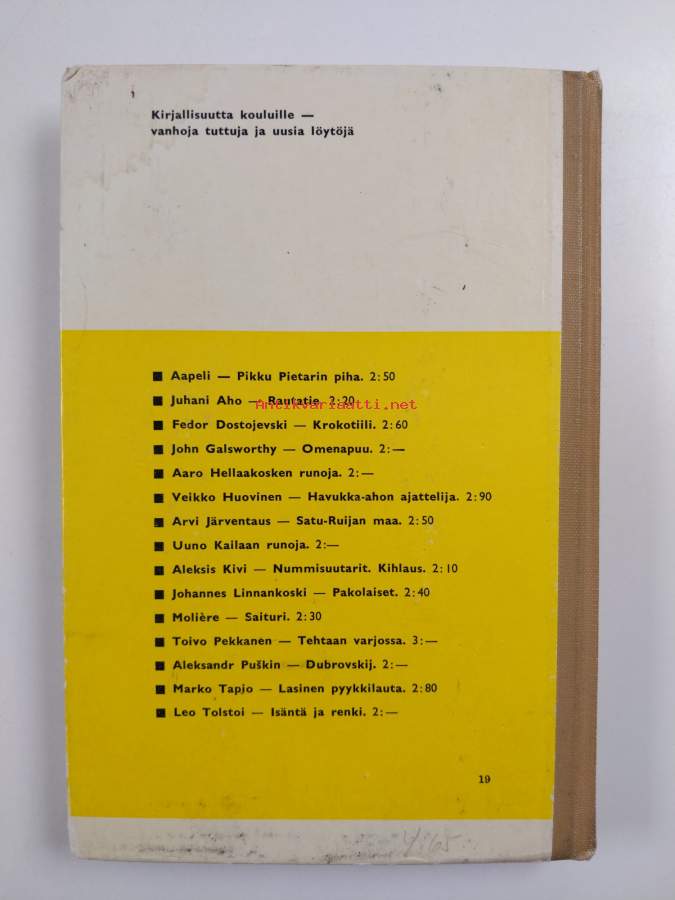 Kirjallisuutta kouluille —
vanhoja tuttuja ja uusia löytöjä
■ Aapeli — Pikku Pietarin piha. 2:50
■ Juhani Aho — Rautatie. 2:20
Antikvariaatti.net
■ Fedor Dostojevski — Krokotiili. 2:60
■ John Galsworthy — Omenapuu. 2:—
■ Aaro Hellaakosken runoja. 2:—
■ Veikko Huovinen — Havukka-ahon ajattelija. 2:90
■ Arvi Järventaus — Satu-Ruijan maa. 2:50
■ Uuno Kailaan runoja. 2:—
■ Aleksis Kivi — Nummisuutarit. Kihlaus. 2:10
■ Johannes Linnankoski — Pakolaiset. 2:40
■ Molière — Saituri. 2:30
■ Toivo Pekkanen — Tehtaan varjossa. 3:—
■ Aleksandr Puškin — Dubrovskij. 2:—
■ Marko Tapio — Lasinen pyykkilauta. 2:80
■ Leo Tolstoi — Isäntä ja renki. 2:—
19